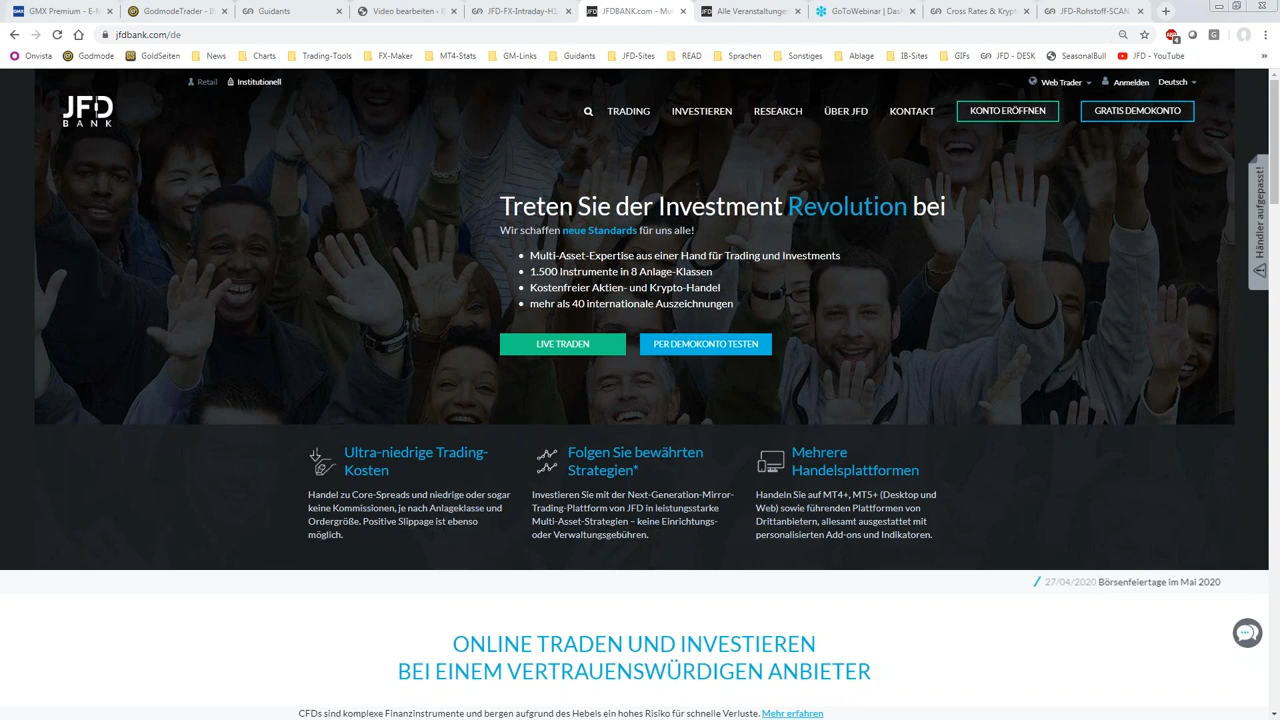 GMX Premium - E-M
GodmodeTrader - I
Guidants
Video bearbeiten -
JFD-FX-Intraday-H1
JFDBANK.com - Mu
Alle Veranstaltunge
GoToWebinar | Das
Cross Rates & Krypt
JFD-Rohstoff-SCAN
jfdbank.com/de
Onvista
Godmode
GoldSeiten
News
Charts
Trading-Tools
FX-Maker
MT4-Stats
GM-Links
Guidants
JFD-Sites
READ
Sprachen
Sonstiges
Ablage
IB-Sites
GIFs
JFD - DESK
SeasonalBull
JFD - YouTube
»
Retail
Institutionell
Web Trader
Anmelden
Deutsch
JFD
BANK
TRADING
INVESTIEREN
RESEARCH
ÜBER JFD
KONTAKT
KONTO ERÖFFNEN
GRATIS DEMOKONTO
Händler aufgepasst!
Treten Sie der Investment Revolution bei
Wir schaffen neue Standards für uns alle!
• Multi-Asset-Expertise aus einer Hand für Trading und Investments
• 1.500 Instrumente in 8 Anlage-Klassen
• Kostenfreier Aktien- und Krypto-Handel
• mehr als 40 internationale Auszeichnungen
LIVE TRADEN
PER DEMOKONTO TESTEN
Ultra-niedrige Trading-
Kosten
Handel zu Core-Spreads und niedrige oder sogar
keine Kommissionen, je nach Anlageklasse und
Ordergröße. Positive Slippage ist ebenso
möglich.
Folgen Sie bewährten
Strategien*
Investieren Sie mit der Next-Generation-Mirror-
Trading-Plattform von JFD in leistungsstarke
Multi-Asset-Strategien – keine Einrichtungs-
oder Verwaltungsgebühren.
Mehrere
Handelsplattformen
Handeln Sie auf MT4+, MT5+ (Desktop und
Web) sowie führenden Plattformen von
Drittanbietern, allesamt ausgestattet mit
personalisierten Add-ons und Indikatoren.
27/04/2020 Börsenfeiertage im Mai 2020
ONLINE TRADEN UND INVESTIEREN
BEI EINEM VERTRAUENSWÜRDIGEN ANBIETER
CFDs sind komplexe Finanzinstrumente und bergen aufgrund des Hebels ein hohes Risiko für schnelle Verluste. Mehr erfahren